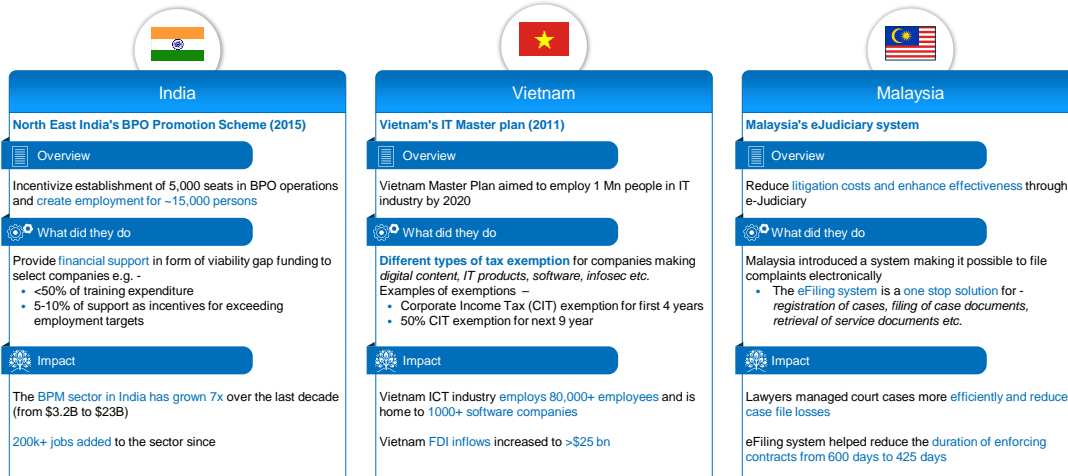 India
North East India's BPO Promotion Scheme (2015)
Overview
Incentivize establishment of 5,000 seats in BPO operations
and create employment for ~15,000 persons
What did they do
Provide financial support in form of viability gap funding to
select companies e.g. -
• <50% of training expenditure
• 5-10% of support as incentives for exceeding
employment targets
Impact
The BPM sector in India has grown 7x over the last decade
(from $3.2B to $23B)
200k+ jobs added to the sector since
Vietnam
Vietnam's IT Master plan (2011)
Overview
Vietnam Master Plan aimed to employ 1 Mn people in IT
industry by 2020
What did they do
Different types of tax exemption for companies making
digital content, IT products, software, infosec etc.
Examples of exemptions –
• Corporate Income Tax (CIT) exemption for first 4 years
• 50% CIT exemption for next 9 year
Impact
Vietnam ICT industry employs 80,000+ employees and is
home to 1000+ software companies
Vietnam FDI inflows increased to >$25 bn
Malaysia
Malaysia's eJudiciary system
Overview
Reduce litigation costs and enhance effectiveness through
e-Judiciary
What did they do
Malaysia introduced a system making it possible to file
complaints electronically
• The eFiling system is a one stop solution for -
registration of cases, filing of case documents,
retrieval of service documents etc.
Impact
Lawyers managed court cases more efficiently and reduce
case file losses
eFiling system helped reduce the duration of enforcing
contracts from 600 days to 425 days